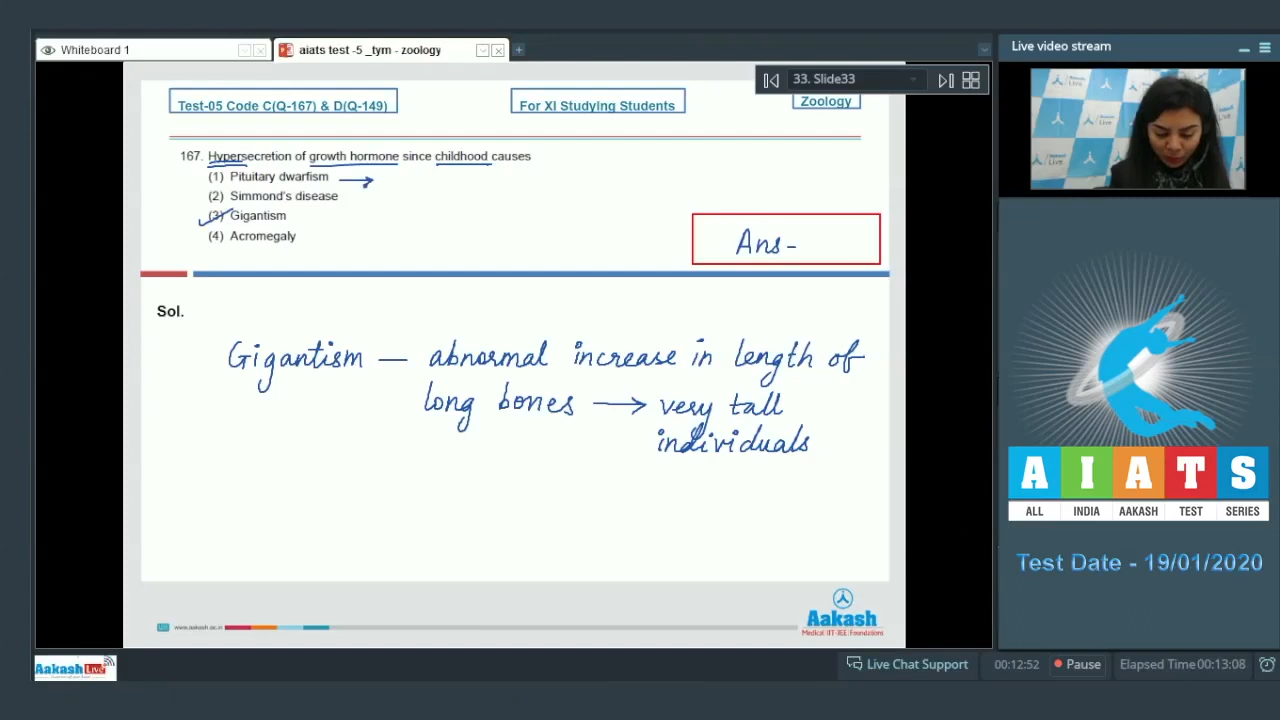 Whiteboard 1
aiats test -5 _tym - zoology
Live video stream
33. Slide33
Test-05 Code C(Q-167) & D(Q-149)
For XI Studying Students
Zoology
167. Hypersecretion of growth hormone since childhood causes
(1) Pituitary dwarfism
(2) Simmond's disease
(3) Gigantism
(4) Acromegaly
Ans -
Sol.
Gigantism — abnormal increase in length of
long bones → very tall
individuals
A I A T S
ALL INDIA AAKASH TEST SERIES
Test Date - 19/01/2020
www.aakash.ac.in
Aakash
Medical|IIT-JEE|Foundations
Aakash Live
Live Chat Support
00:12:52
Pause
Elapsed Time 00:13:08